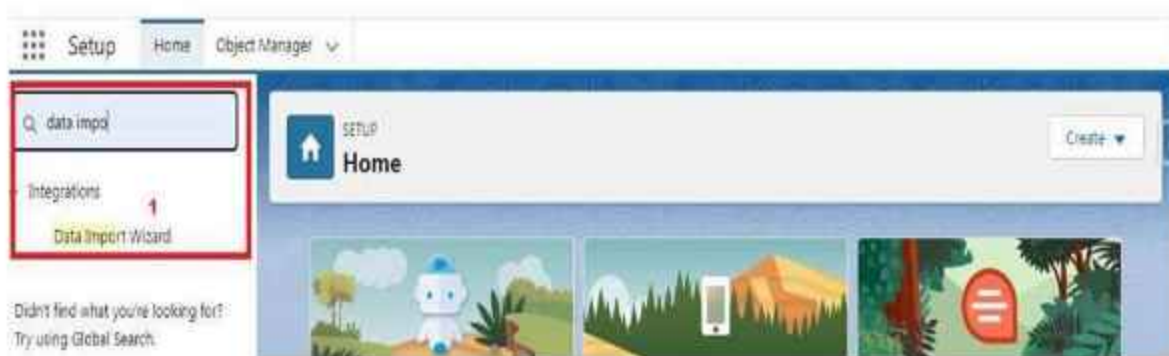 Setup Home Object Manager
data impo
SETUP
Home
Create
Integrations
1
Data Import Wizard
Didn't find what you're looking for?
Try using Global Search.